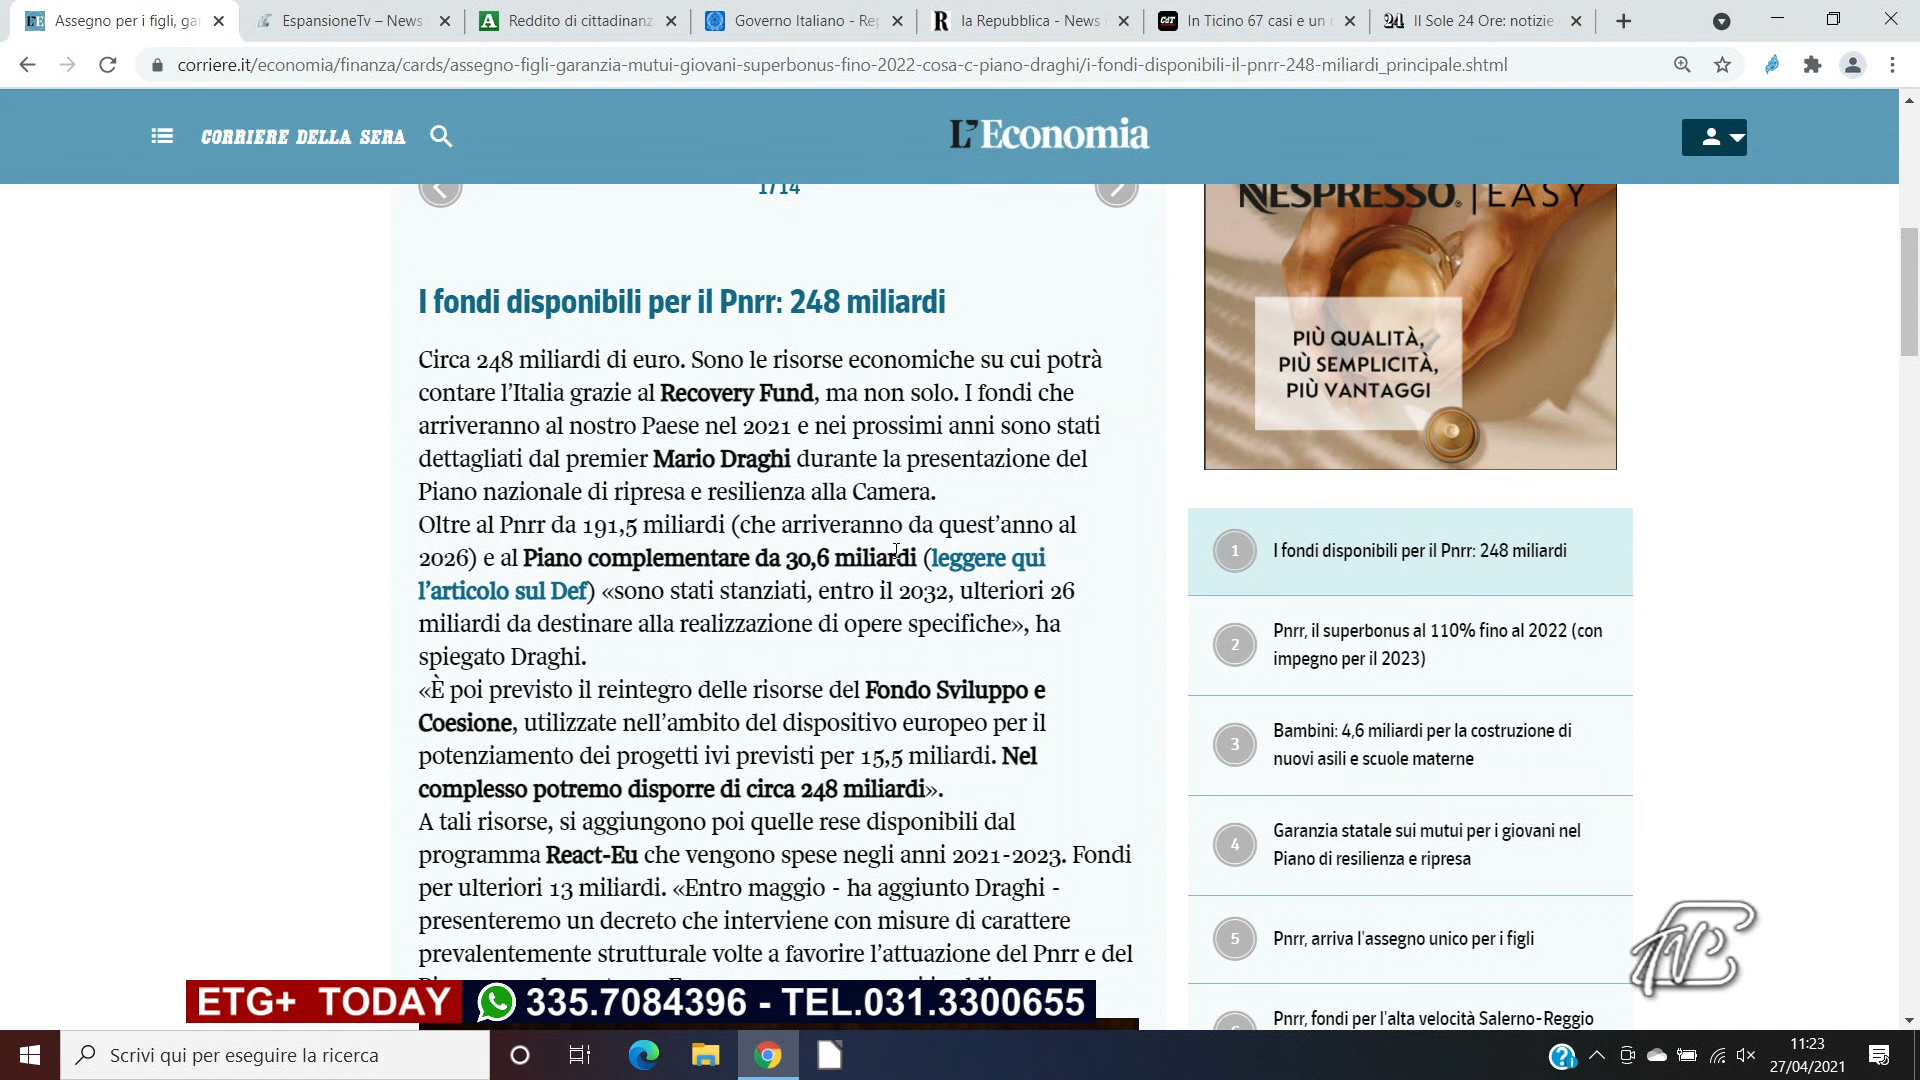 Assegno per i figli, gar
EspansioneTv – News
Reddito di cittadinanz
Governo Italiano - Rep
la Repubblica - News
In Ticino 67 casi e un
Il Sole 24 Ore: notizie
corriere.it/economia/finanza/cards/assegno-figli-garanzia-mutui-giovani-superbonus-fino-2022-cosa-c-piano-draghi/i-fondi-disponibili-il-pnrr-248-miliardi_principale.shtml
CORRIERE DELLA SERA
L'Economia
1/14
I fondi disponibili per il Pnrr: 248 miliardi
Circa 248 miliardi di euro. Sono le risorse economiche su cui potrà
contare l'Italia grazie al Recovery Fund, ma non solo. I fondi che
arriveranno al nostro Paese nel 2021 e nei prossimi anni sono stati
dettagliati dal premier Mario Draghi durante la presentazione del
Piano nazionale di ripresa e resilienza alla Camera.
Oltre al Pnrr da 191,5 miliardi (che arriveranno da quest'anno al
2026) e al Piano complementare da 30,6 miliardi (leggere qui
l'articolo sul Def) «sono stati stanziati, entro il 2032, ulteriori 26
miliardi da destinare alla realizzazione di opere specifiche», ha
spiegato Draghi.
«È poi previsto il reintegro delle risorse del Fondo Sviluppo e
Coesione, utilizzate nell'ambito del dispositivo europeo per il
potenziamento dei progetti ivi previsti per 15,5 miliardi. Nel
complesso potremo disporre di circa 248 miliardi».
A tali risorse, si aggiungono poi quelle rese disponibili dal
programma React-Eu che vengono spese negli anni 2021-2023. Fondi
per ulteriori 13 miliardi. «Entro maggio - ha aggiunto Draghi -
presenteremo un decreto che interviene con misure di carattere
prevalentemente strutturale volte a favorire l'attuazione del Pnrr e del
NESPRESSO. | EASY
PIÙ QUALITÀ,
PIÙ SEMPLICITÀ,
PIÙ VANTAGGI
1 I fondi disponibili per il Pnrr: 248 miliardi
2 Pnrr, il superbonus al 110% fino al 2022 (con
impegno per il 2023)
3 Bambini: 4,6 miliardi per la costruzione di
nuovi asili e scuole materne
4 Garanzia statale sui mutui per i giovani nel
Piano di resilienza e ripresa
5 Pnrr, arriva l'assegno unico per i figli
Pnrr, fondi per l'alta velocità Salerno-Reggio
ETG+ TODAY 335.7084396 - TEL.031.3300655
Scrivi qui per eseguire la ricerca
11:23
27/04/2021